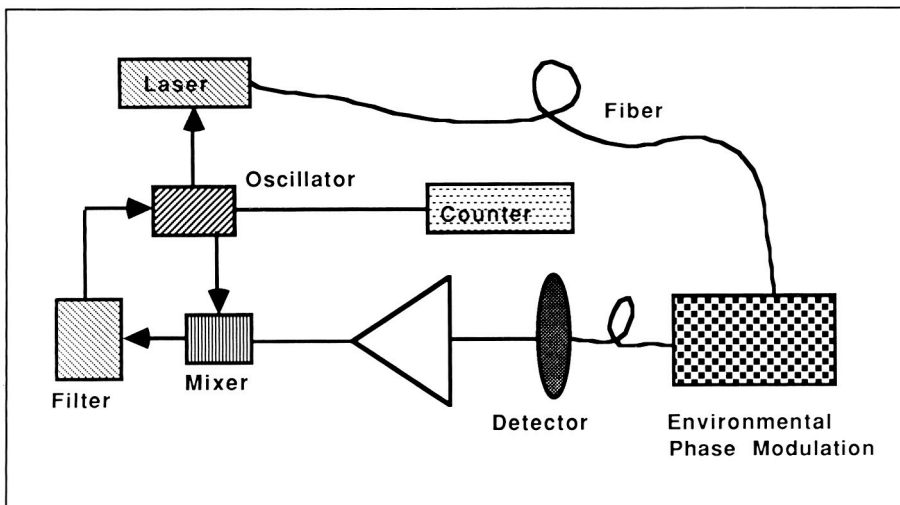 Laser
Fiber
Oscillator
Counter
Mixer
Filter
Detector
Environmental
Phase Modulation